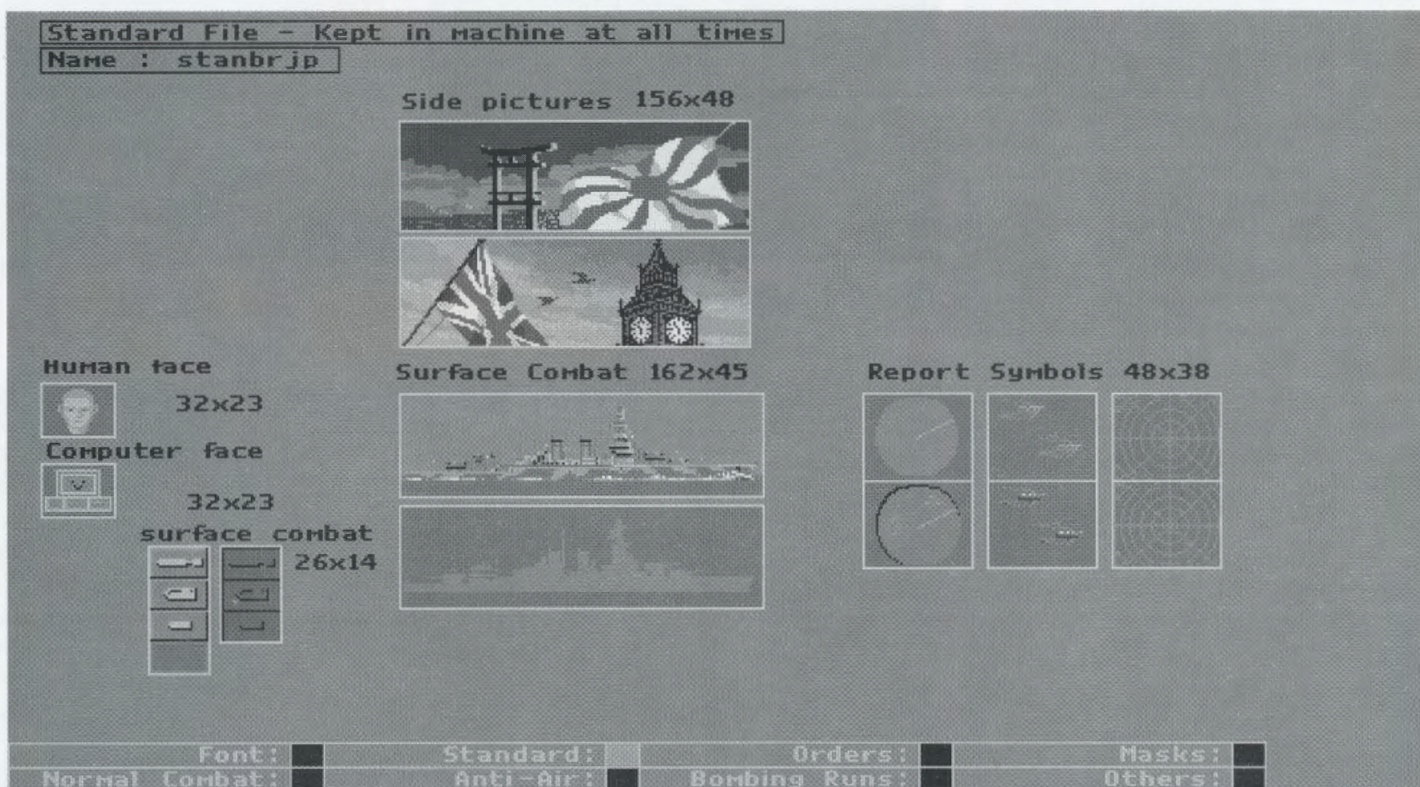 Standard File - Kept in machine at all times
Name : stanbrjp
Side pictures 156x48
Human face
32x23
Computer face
32x23
surface combat
26x14
Surface Combat 162x45
Report Symbols 48x38
Font: Standard: Orders: Masks:
Normal Combat: Anti-Air: Bombing Runs: Others: